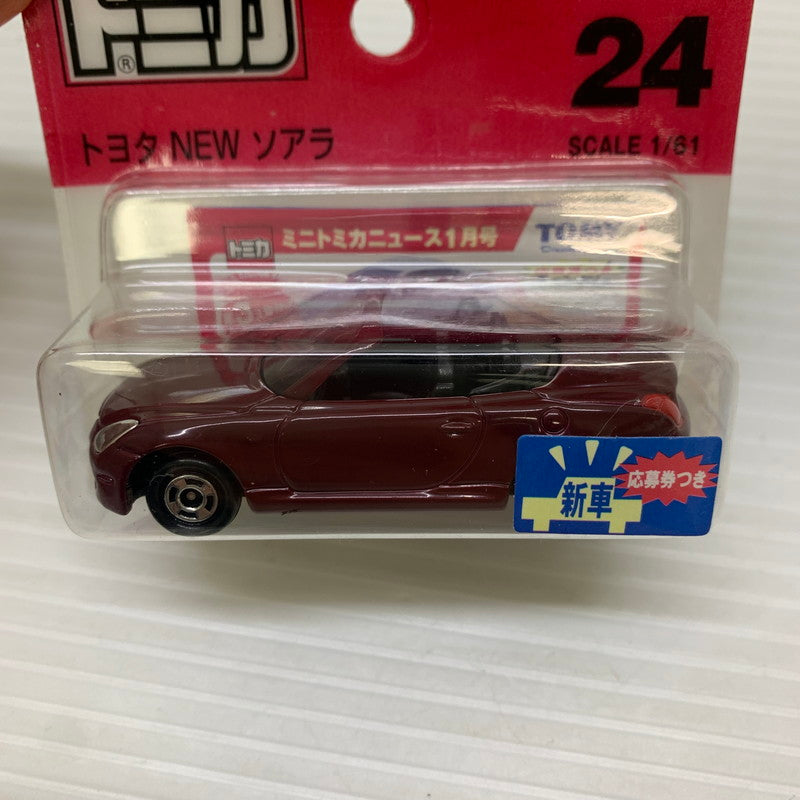 トミカ
®
24
トヨタ NEW ソアラ
SCALE 1/61
トミカ
ミニトミカニュース1月号
TOMY
新車
応募券つき